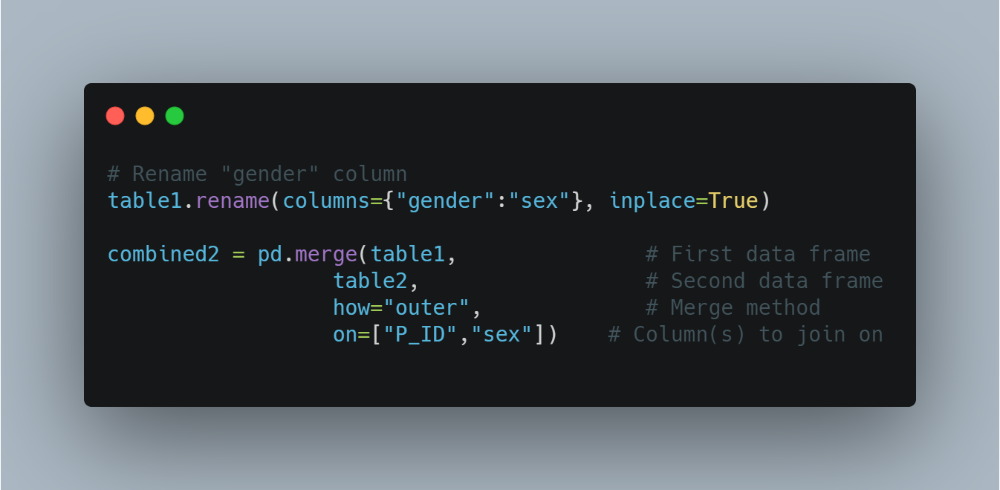 # Rename "gender" column
table1.rename(columns={"gender":"sex"}, inplace=True)
combined2 = pd.merge(table1,               # First data frame
                  table2,                  # Second data frame
                  how="outer",             # Merge method
                  on=["P_ID","sex"])    # Column(s) to join on